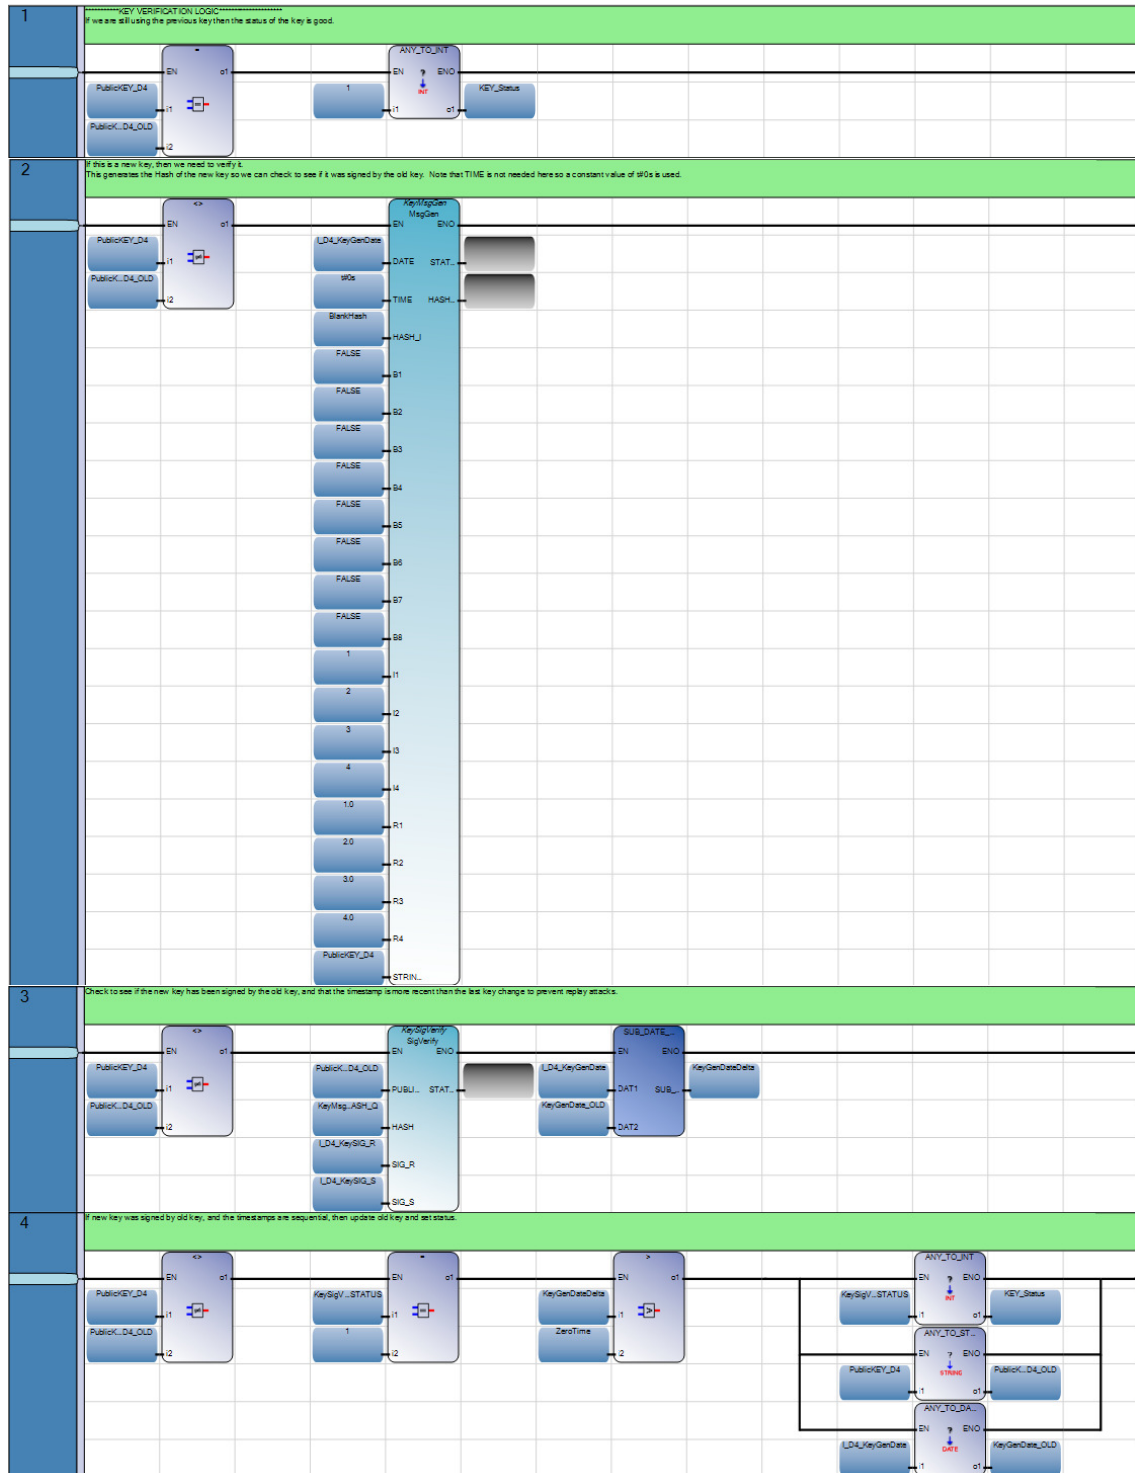 1
***********KEY VERIFICATION LOGIC********************
If we are still using the previous key then the status of the key is good.
=
ANY_TO_INT
EN o1
EN ? ENO
INT
PublicKEY_D4
i1
1
i1 o1
KEY_Status
PublicK...D4_OLD
i2
2
If this is a new key, then we need to verify it.
This generates the Hash of the new key so we can check to see if it was signed by the old key. Note that TIME is not needed here so a constant value of t#0s is used.
<>
KeyMsgGen
MsgGen
EN o1
EN ENO
PublicKEY_D4
i1
I_D4_KeyGenDate
DATE STAT..
PublicK...D4_OLD
i2
t#0s
TIME HASH..
BlankHash
HASH_I
FALSE
B1
FALSE
B2
FALSE
B3
FALSE
B4
FALSE
B5
FALSE
B6
FALSE
B7
FALSE
B8
1
I1
2
I2
3
I3
4
I4
1.0
R1
2.0
R2
3.0
R3
4.0
R4
PublicKEY_D4
STRIN..
3
Check to see if the new key has been signed by the old key, and that the timestamp is more recent than the last key change to prevent replay attacks.
<>
KeySigVerify
SigVerify
SUB_DATE_...
EN o1
EN ENO
EN ENO
PublicKEY_D4
i1
PublicK...D4_OLD
PUBLI.. STAT..
I_D4_KeyGenDate
DAT1 SUB_..
KeyGenDateDelta
PublicK...D4_OLD
i2
KeyMsg...ASH_Q
HASH
KeyGenDate_OLD
DAT2
I_D4_KeySIG_R
SIG_R
I_D4_KeySIG_S
SIG_S
4
If new key was signed by old key, and the timestamps are sequential, then update old key and set status.
<>
=
>
ANY_TO_INT
EN o1
EN o1
EN o1
EN ? ENO
INT
PublicKEY_D4
i1
KeySigV...STATUS
i1
KeyGenDateDelta
i1
KeySigV...STATUS
i1 o1
KEY_Status
PublicK...D4_OLD
i2
1
i2
ZeroTime
i2
ANY_TO_ST...
EN ? ENO
STRING
PublicKEY_D4
i1 o1
PublicK...D4_OLD
ANY_TO_DA...
EN ? ENO
DATE
I_D4_KeyGenDate
i1 o1
KeyGenDate_OLD